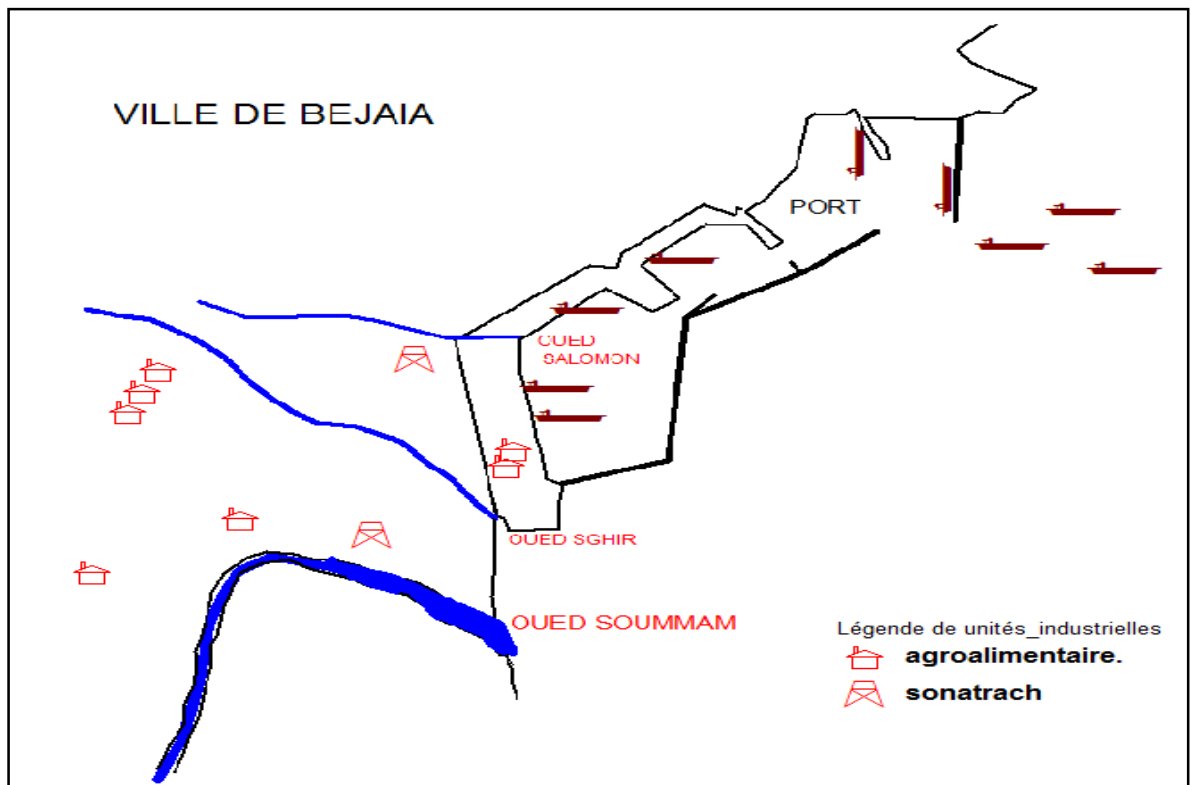 VILLE DE BEJAIA
PORT
OUED
SALOMON
OUED SGHIR
OUED SOUMMAM
Légende de unités_industrielles
agroalimentaire.
sonatrach